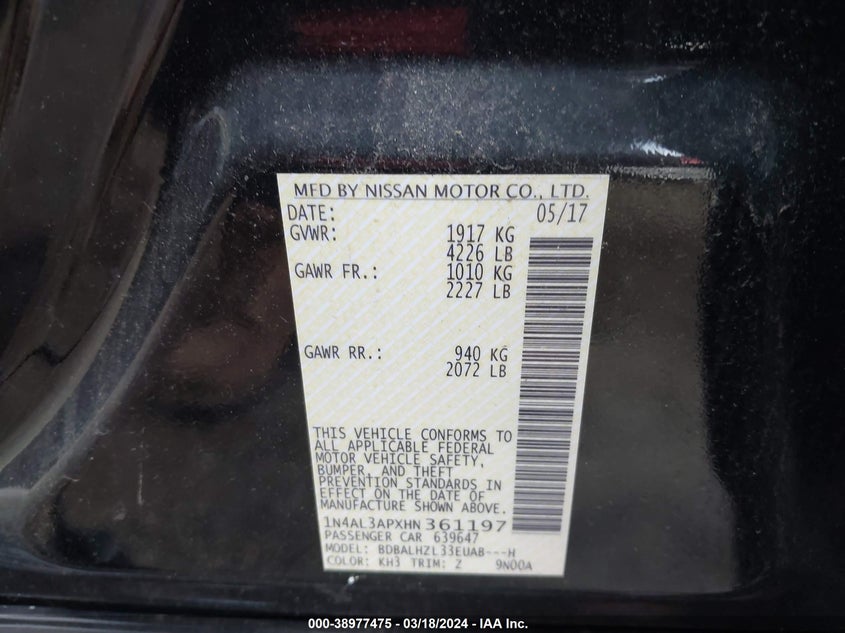 MFD BY NISSAN MOTOR CO., LTD.
DATE: 05/17
GVWR: 1917 KG
4226 LB
GAWR FR.: 1010 KG
2227 LB
GAWR RR.: 940 KG
2072 LB
THIS VEHICLE CONFORMS TO
ALL APPLICABLE FEDERAL
MOTOR VEHICLE SAFETY,
BUMPER, AND THEFT
PREVENTION STANDARDS IN
EFFECT ON THE DATE OF
MANUFACTURE SHOWN ABOVE.
1N4AL3APXHN361197
PASSENGER CAR 639647
MODEL: BDBALHZL33EUAB---H
COLOR: KH3 TRIM: Z 9N00A
000-38977475 - 03/18/2024 - IAA Inc.